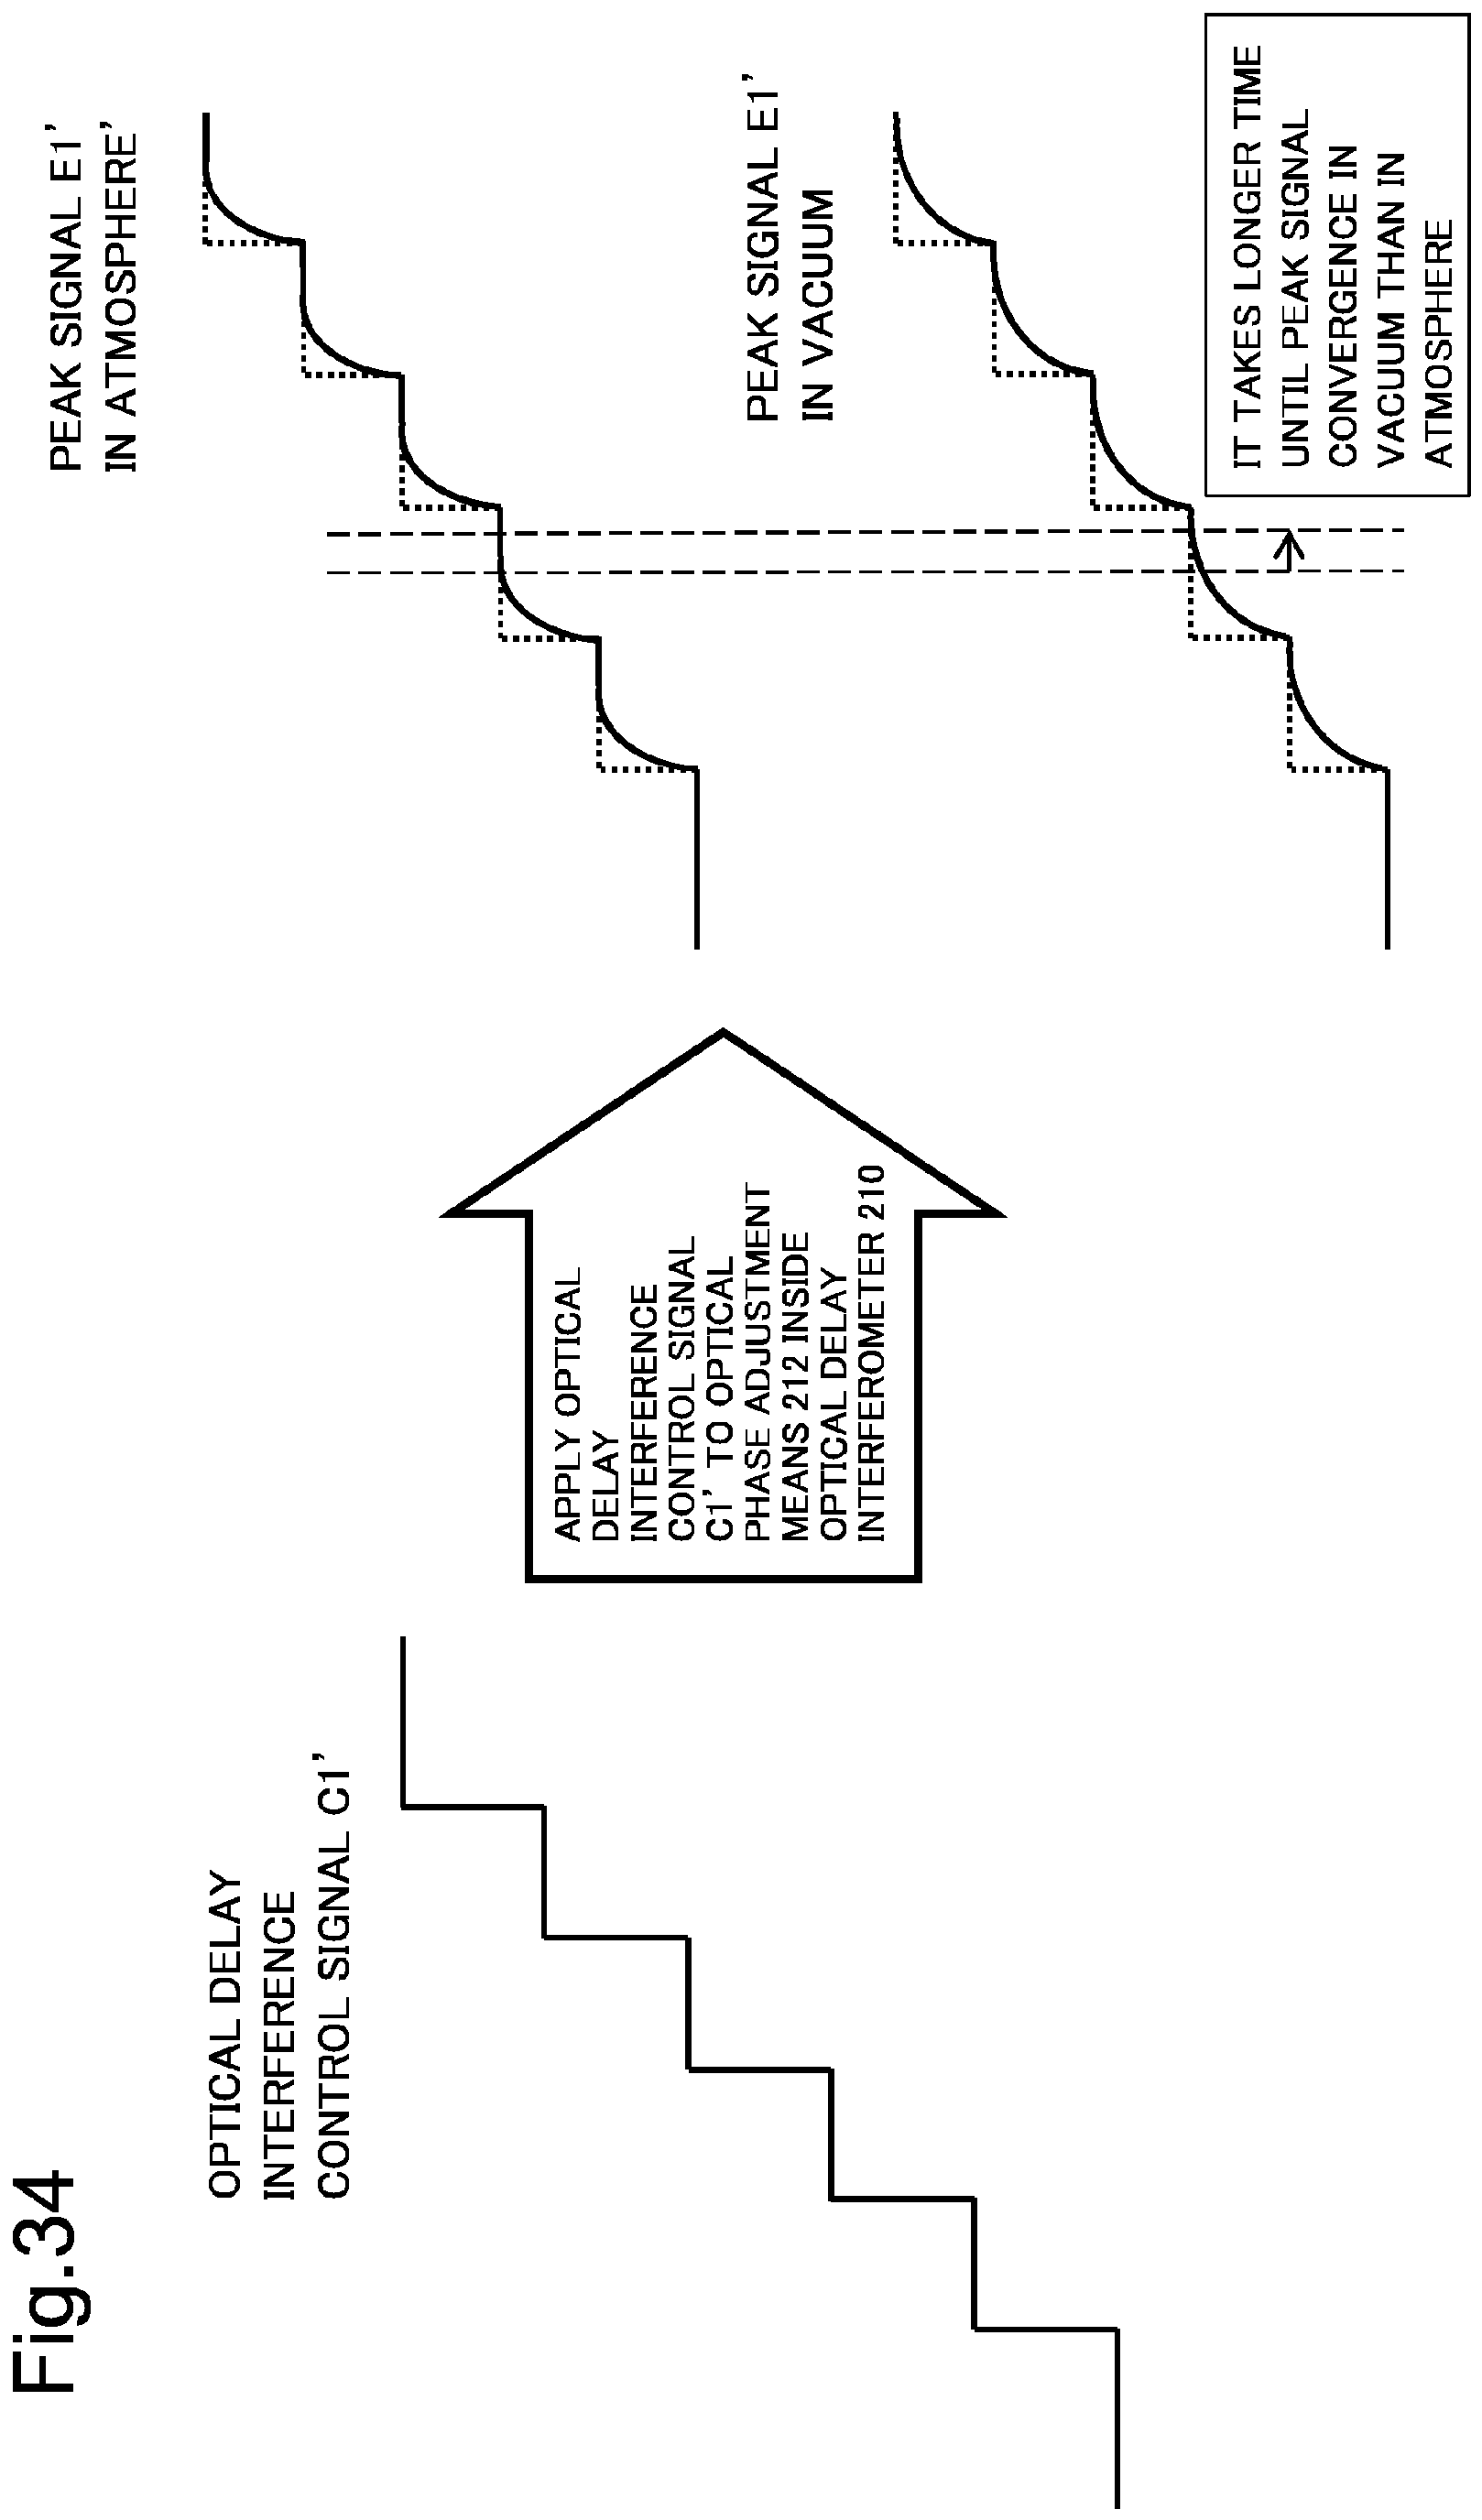 Fig.34
OPTICAL DELAY
INTERFERENCE
CONTROL SIGNAL C1'
APPLY OPTICAL
DELAY
INTERFERENCE
CONTROL SIGNAL
C1' TO OPTICAL
PHASE ADJUSTMENT
MEANS 212 INSIDE
OPTICAL DELAY
INTERFEROMETER 210
PEAK SIGNAL E1'
IN ATMOSPHERE'
PEAK SIGNAL E1'
IN VACUUM
IT TAKES LONGER TIME
UNTIL PEAK SIGNAL
CONVERGENCE IN
VACUUM THAN IN
ATMOSPHERE